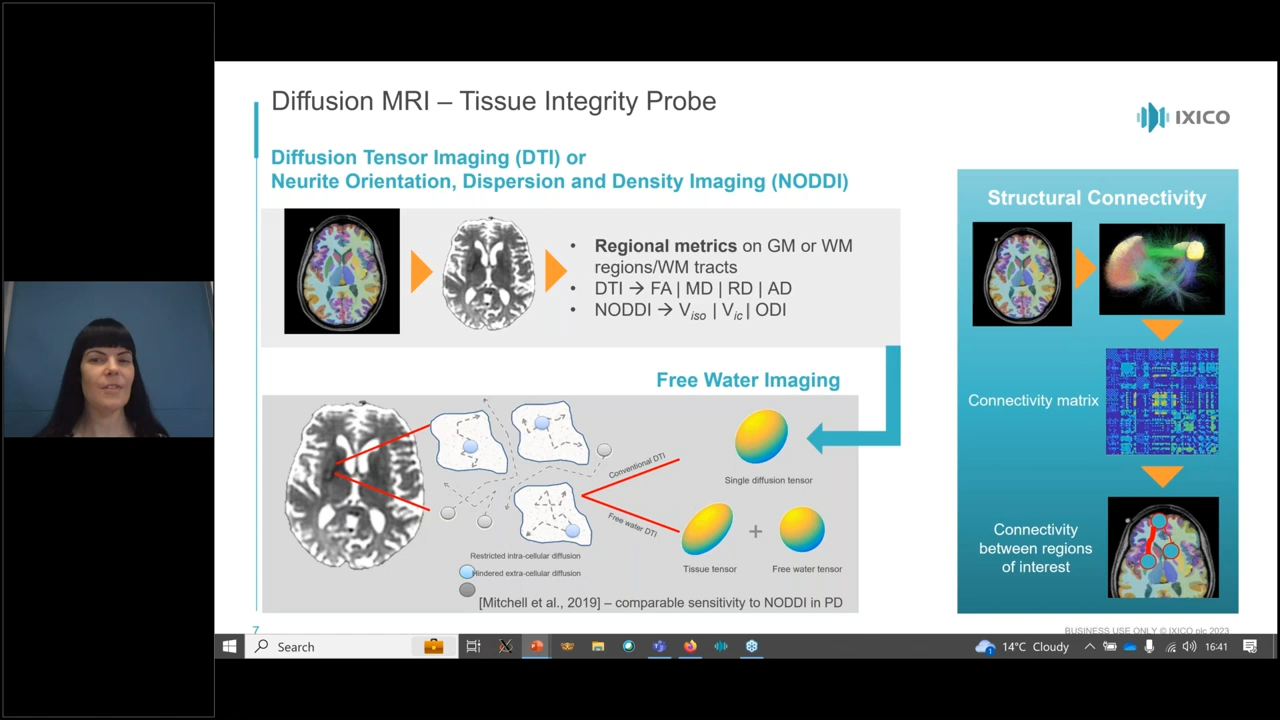 Diffusion MRI – Tissue Integrity Probe
IXICO
Diffusion Tensor Imaging (DTI) or
Neurite Orientation, Dispersion and Density Imaging (NODDI)
• Regional metrics on GM or WM
regions/WM tracts
• DTI → FA | MD | RD | AD
• NODDI → Viso | Vic | ODI
Free Water Imaging
Conventional DTI
Free water DTI
Single diffusion tensor
+
Tissue tensor
Free water tensor
Restricted intra-cellular diffusion
Hindered extra-cellular diffusion
[Mitchell et al., 2019] – comparable sensitivity to NODDI in PD
Structural Connectivity
Connectivity matrix
Connectivity
between regions
of interest
7
BUSINESS USE ONLY © IXICO plc 2023
Search
1
14°C Cloudy
16:41